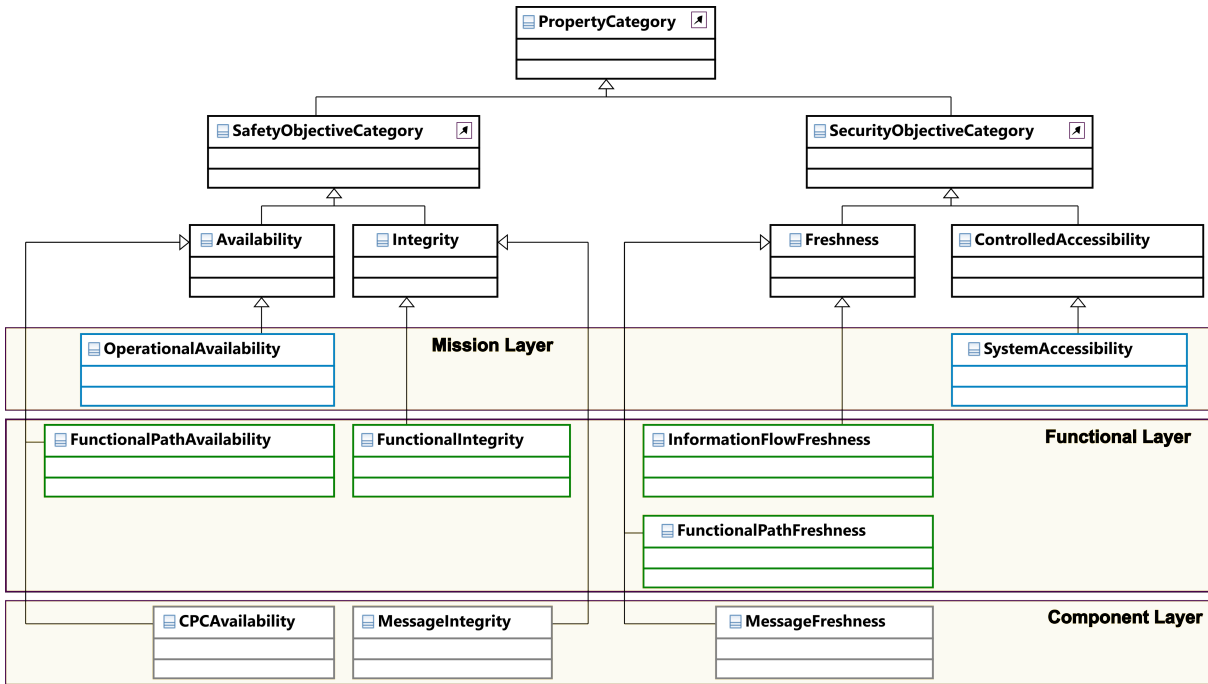 PropertyCategory
SafetyObjectiveCategory
SecurityObjectiveCategory
Availability
Integrity
Freshness
ControlledAccessibility
OperationalAvailability
Mission Layer
SystemAccessibility
FunctionalPathAvailability
FunctionalIntegrity
InformationFlowFreshness
Functional Layer
FunctionalPathFreshness
CPCAvailability
MessageIntegrity
MessageFreshness
Component Layer